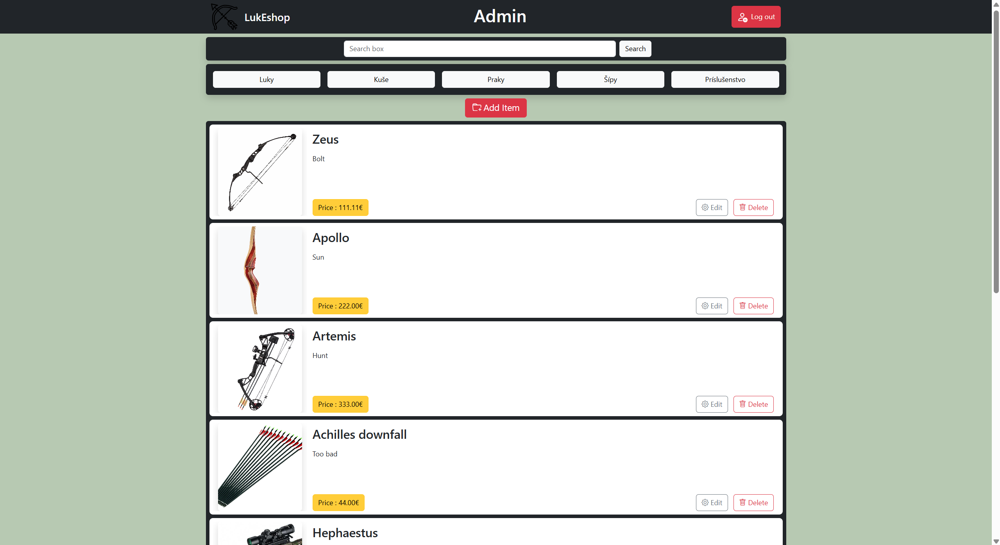 LukEshop
Admin
Log out
Search box
Search
Luky
Kuše
Praky
Šípy
Príslušenstvo
Add Item
Zeus
Bolt
Price : 111.11€
Edit
Delete
Apollo
Sun
Price : 222.00€
Edit
Delete
Artemis
Hunt
Price : 333.00€
Edit
Delete
Achilles downfall
Too bad
Price : 44.00€
Edit
Delete
Hephaestus